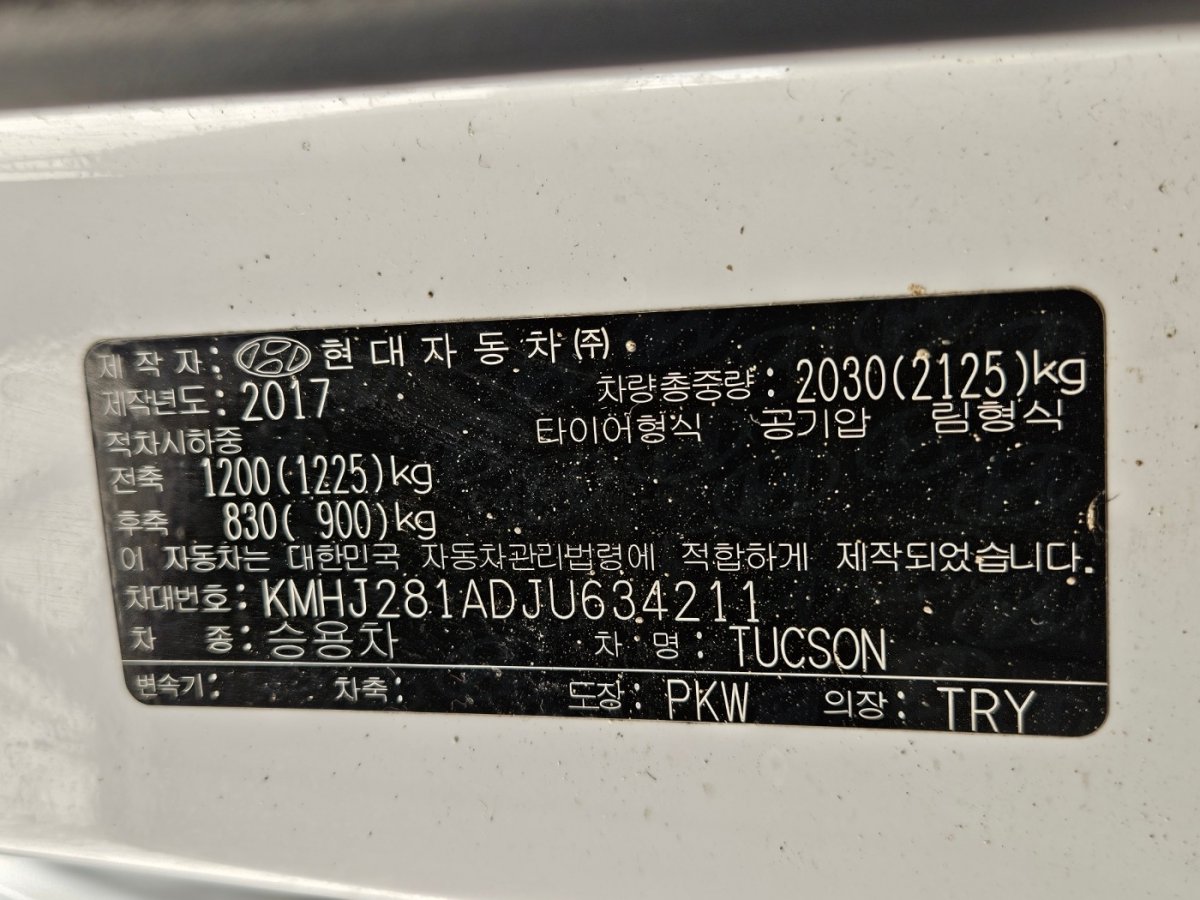 제 작 자 : 현 대 자 동 차 (주)
제작년도 : 2017 차량총중량 : 2030(2125)kg
적차시하중 타이어형식 공기압 림형식
전축 1200(1225)kg
후축 830( 900)kg
이 자동차는 대한민국 자동차관리법령에 적합하게 제작되었습니다.
차대번호 : KMHJ281ADJU634211
차 종 : 승용차 차 명 : TUCSON
변속기 : 차축 : 도장 : PKW 의장 : TRY